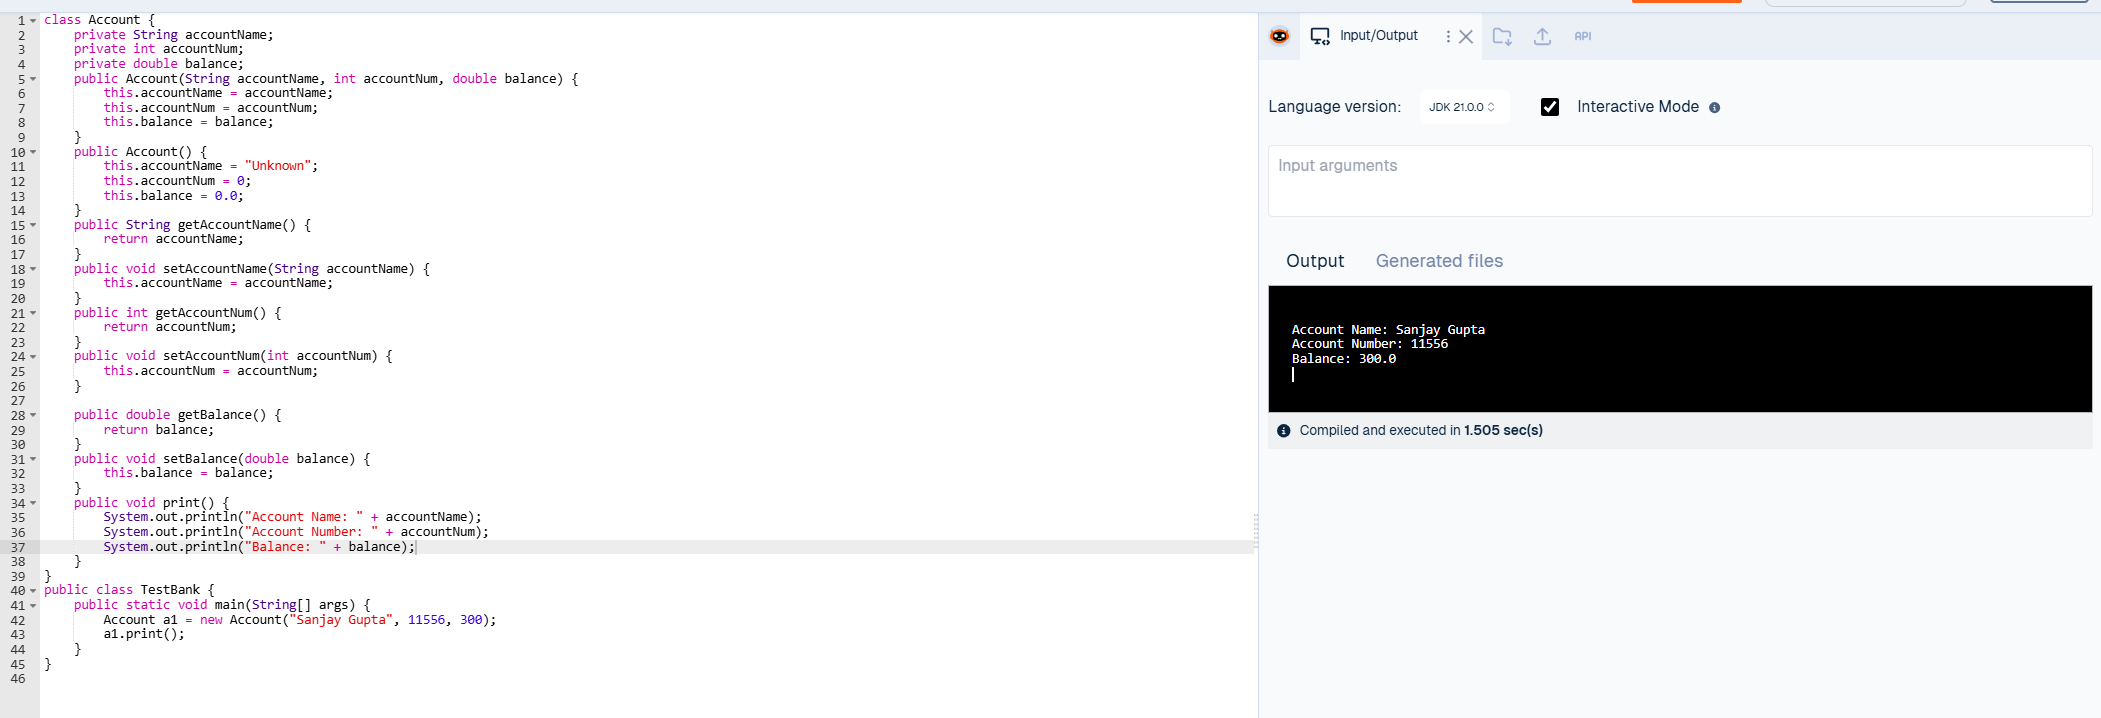 1 class Account {
2     private String accountName;
3     private int accountNum;
4     private double balance;
5     public Account(String accountName, int accountNum, double balance) {
6         this.accountName = accountName;
7         this.accountNum = accountNum;
8         this.balance = balance;
9     }
10     public Account() {
11         this.accountName = "Unknown";
12         this.accountNum = 0;
13         this.balance = 0.0;
14     }
15     public String getAccountName() {
16         return accountName;
17     }
18     public void setAccountName(String accountName) {
19         this.accountName = accountName;
20     }
21     public int getAccountNum() {
22         return accountNum;
23     }
24     public void setAccountNum(int accountNum) {
25         this.accountNum = accountNum;
26     }
27
28     public double getBalance() {
29         return balance;
30     }
31     public void setBalance(double balance) {
32         this.balance = balance;
33     }
34     public void print() {
35         System.out.println("Account Name: " + accountName);
36         System.out.println("Account Number: " + accountNum);
37         System.out.println("Balance: " + balance);
38     }
39 }
40 public class TestBank {
41     public static void main(String[] args) {
42         Account a1 = new Account("Sanjay Gupta", 11556, 300);
43         a1.print();
44     }
45 }
46
Input/Output API
Language version: JDK 21.0.0 Interactive Mode
Input arguments
Output Generated files
Account Name: Sanjay Gupta
Account Number: 11556
Balance: 300.0
Compiled and executed in 1.505 sec(s)